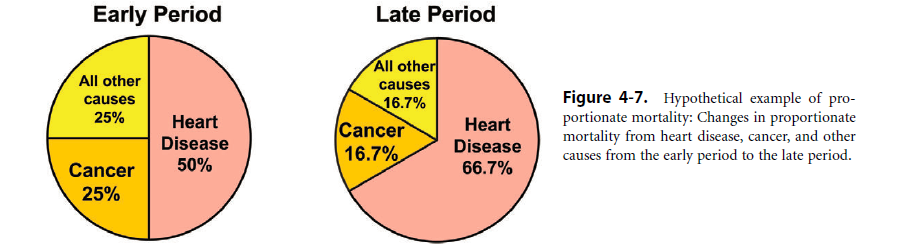 Early Period
All other
causes
25%
Heart
Disease
50%
Cancer
25%
Late Period
All other
causes
16.7%
Cancer
16.7%
Heart
Disease
66.7%
Figure 4-7. Hypothetical example of pro-
portionate mortality: Changes in proportionate
mortality from heart disease, cancer, and other
causes from the early period to the late period.